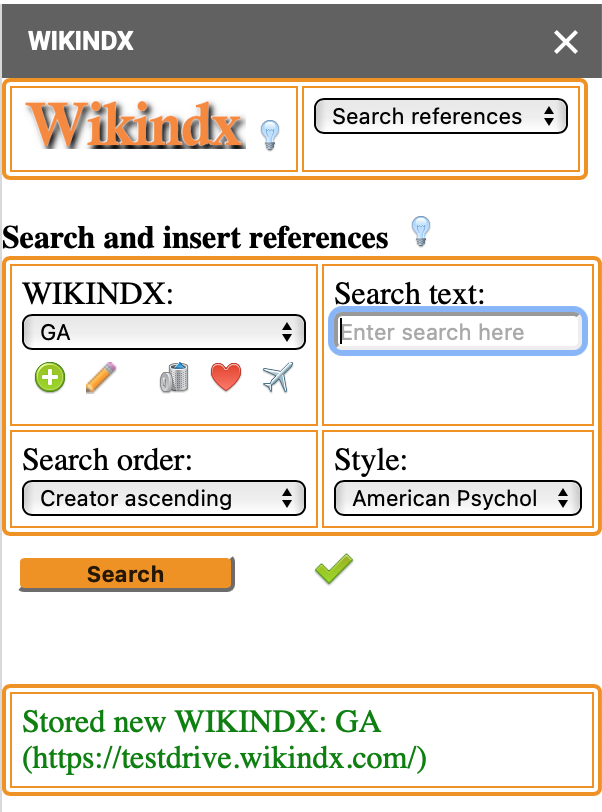 WIKINDX
Wikindx
Search references
Search and insert references
WIKINDX:
GA
Search text:
Enter search here
Search order:
Creator ascending
Style:
American Psychol
Search
Stored new WIKINDX: GA
(https://testdrive.wikindx.com/)